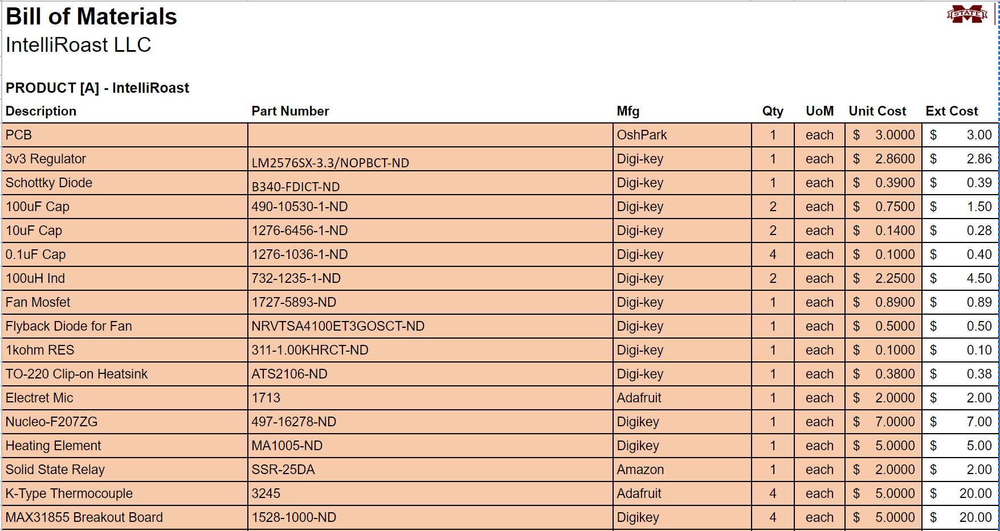 Bill of Materials
STATE
IntelliRoast LLC
PRODUCT [A] - IntelliRoast
Description Part Number Mfg Qty UoM Unit Cost Ext Cost
PCB OshPark 1 each $ 3.0000 $ 3.00
3v3 Regulator LM2576SX-3.3/NOPBCT-ND Digi-key 1 each $ 2.8600 $ 2.86
Schottky Diode B340-FDICT-ND Digi-key 1 each $ 0.3900 $ 0.39
100uF Cap 490-10530-1-ND Digi-key 2 each $ 0.7500 $ 1.50
10uF Cap 1276-6456-1-ND Digi-key 2 each $ 0.1400 $ 0.28
0.1uF Cap 1276-1036-1-ND Digi-key 4 each $ 0.1000 $ 0.40
100uH Ind 732-1235-1-ND Digi-key 2 each $ 2.2500 $ 4.50
Fan Mosfet 1727-5893-ND Digi-key 1 each $ 0.8900 $ 0.89
Flyback Diode for Fan NRVTSA4100ET3GOSCT-ND Digi-key 1 each $ 0.5000 $ 0.50
1kohm RES 311-1.00KHRCT-ND Digi-key 1 each $ 0.1000 $ 0.10
TO-220 Clip-on Heatsink ATS2106-ND Digi-key 1 each $ 0.3800 $ 0.38
Electret Mic 1713 Adafruit 1 each $ 2.0000 $ 2.00
Nucleo-F207ZG 497-16278-ND Digikey 1 each $ 7.0000 $ 7.00
Heating Element MA1005-ND Digikey 1 each $ 5.0000 $ 5.00
Solid State Relay SSR-25DA Amazon 1 each $ 2.0000 $ 2.00
K-Type Thermocouple 3245 Adafruit 4 each $ 5.0000 $ 20.00
MAX31855 Breakout Board 1528-1000-ND Digikey 4 each $ 5.0000 $ 20.00